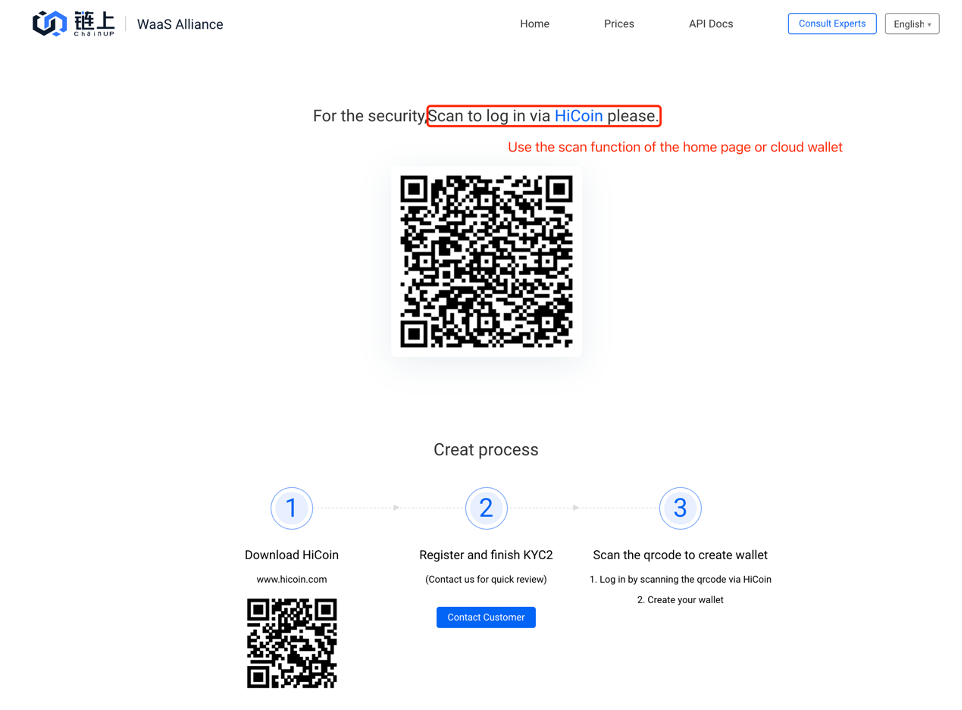 链上
ChainUP
WaaS Alliance
Home
Prices
API Docs
Consult Experts
English
For the security,Scan to log in via HiCoin please.
Use the scan function of the home page or cloud wallet
Creat process
1
2
3
Download HiCoin
Register and finish KYC2
Scan the qrcode to create wallet
www.hicoin.com
(Contact us for quick review)
1. Log in by scanning the qrcode via HiCoin
2. Create your wallet
Contact Customer